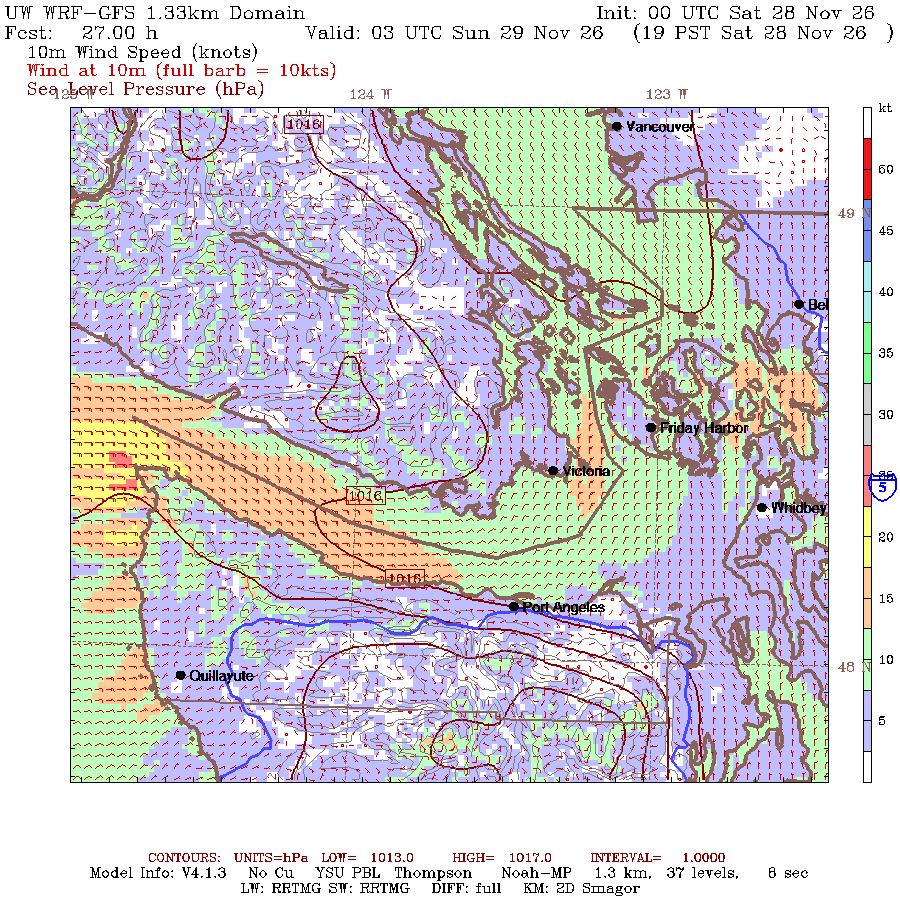 UW WRF-GFS 1.33km Domain Init: 00 UTC Sat 28 Nov 26
Fcst: 27.00 h Valid: 03 UTC Sun 29 Nov 26 (19 PST Sat 28 Nov 26 )
10m Wind Speed (knots)
Wind at 10m (full barb = 10kts)
Sea Level Pressure (hPa)
125 W 124 W 123 W
kt
1016
Vancouver
60
49 N
45
40
Bel
35
30
Friday Harbor
Victoria
25
5
1016
Whidbey
20
1016
Port Angeles
15
10
48 N
Quillayute
5
CONTOURS: UNITS=hPa LOW= 1013.0 HIGH= 1017.0 INTERVAL= 1.0000
Model Info: V4.1.3 No Cu YSU PBL Thompson Noah-MP 1.3 km, 37 levels, 8 sec
LW: RRTMG SW: RRTMG DIFF: full KM: 2D Smagor